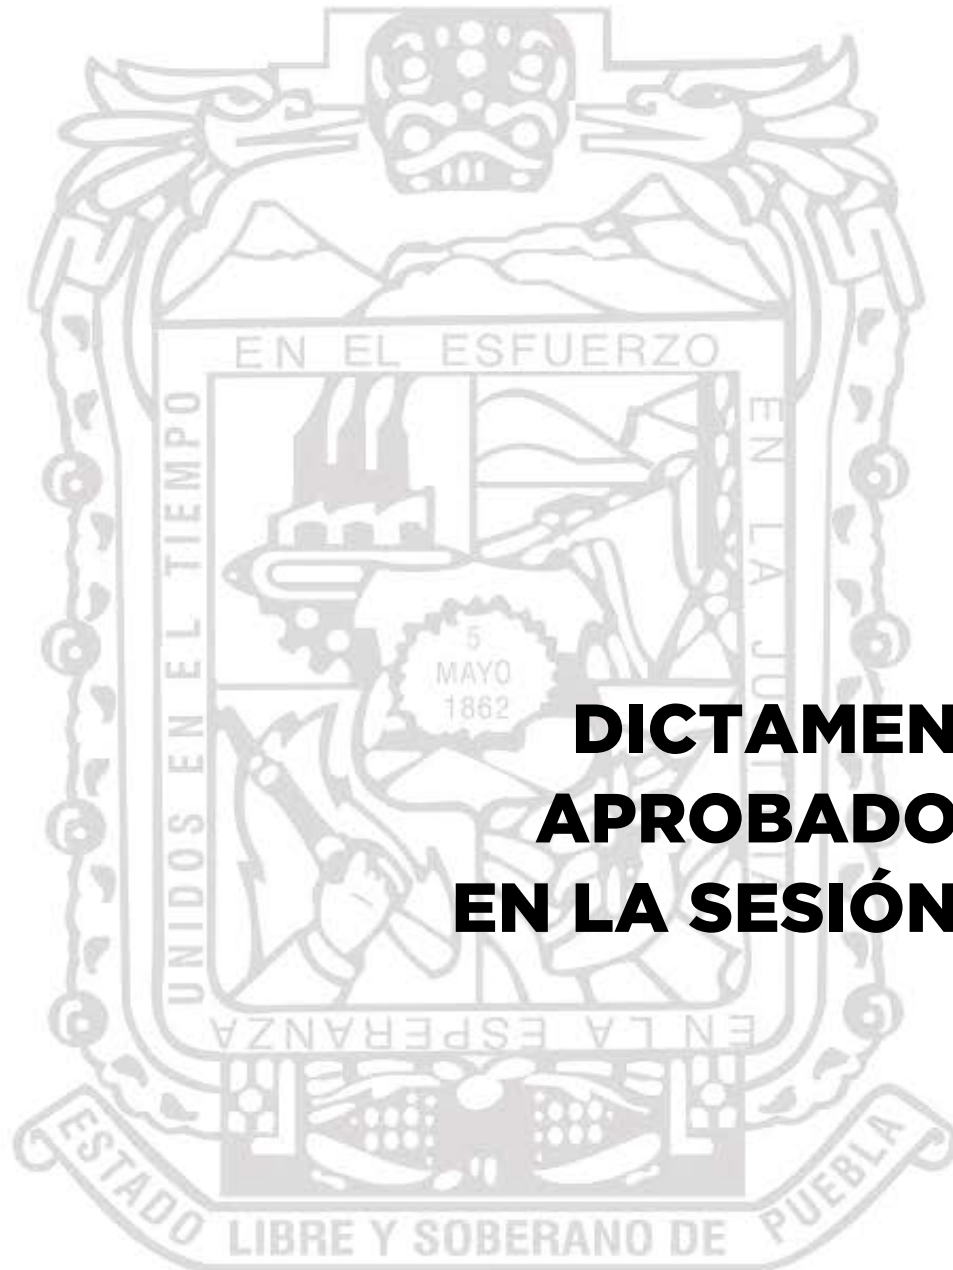 EN EL ESFUERZO
EN LA JUSTICIA
UNIDOS EN EL TIEMPO
5
MAYO
1862
DICTAMEN
APROBADO
EN LA SESIÓN
EN LA ESPERANZA
ESTADO LIBRE Y SOBERANO DE PUEBLA